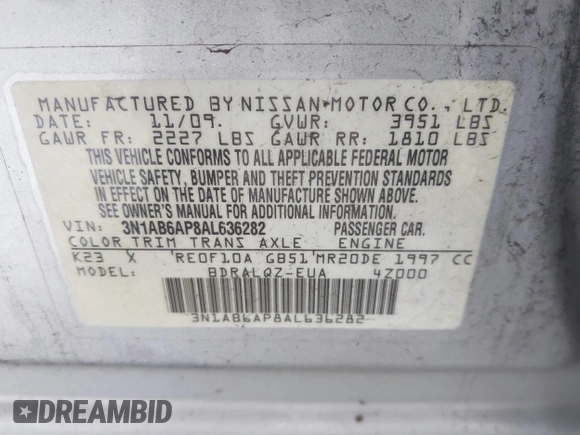 MANUFACTURED BY NISSAN MOTOR CO., LTD.
DATE: 11/09. GVWR: 3951 LBS
GAWR FR: 2227 LBS GAWR RR: 1810 LBS
THIS VEHICLE CONFORMS TO ALL APPLICABLE FEDERAL MOTOR
VEHICLE SAFETY, BUMPER AND THEFT PREVENTION STANDARDS
IN EFFECT ON THE DATE OF MANUFACTURE SHOWN ABOVE.
SEE OWNER'S MANUAL FOR ADDITIONAL INFORMATION.
VIN: 3N1AB6AP8AL636282 PASSENGER CAR.
COLOR TRIM TRANS AXLE ENGINE
K23 X RE0F10A GB51 MR20DE 1997 CC
MODEL: BDRALQZ-EUA 4Z000
3N1AB6AP8AL636282
DREAMBID